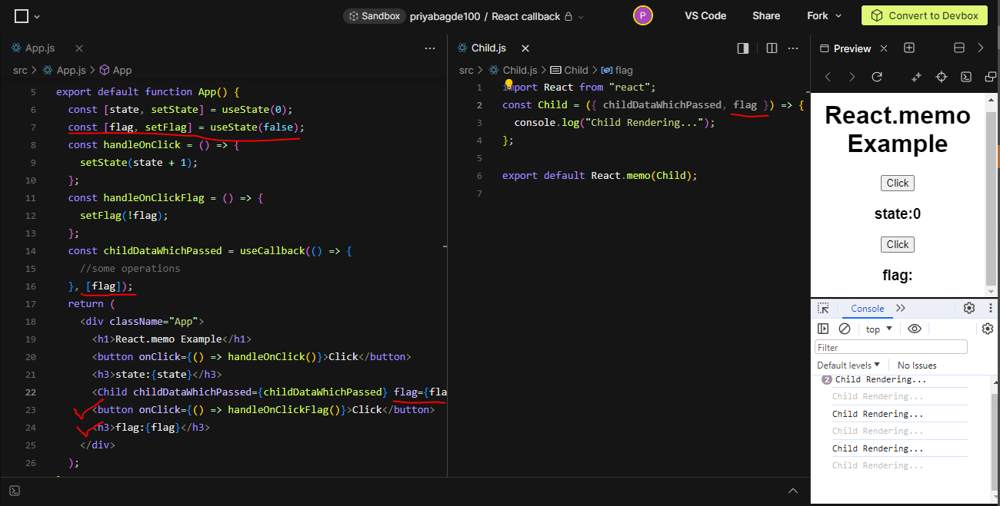 Sandbox priyabagde100 / React callback
P
VS Code
Share
Fork
Convert to Devbox
App.js
src > App.js > App
5 export default function App() {
6 const [state, setState] = useState(0);
7 const [flag, setFlag] = useState(false);
8 const handleOnClick = () => {
9 setState(state + 1);
10 };
11 const handleOnClickFlag = () => {
12 setFlag(!flag);
13 };
14 const childDataWhichPassed = useCallback(() => {
15 //some operations
16 }, [flag]);
17 return (
18 <div className="App">
19 <h1>React.memo Example</h1>
20 <button onClick={() => handleOnClick()}>Click</button>
21 <h3>state:{state}</h3>
22 <Child childDataWhichPassed={childDataWhichPassed} flag={fla
23 <button onClick={() => handleOnClickFlag()}>Click</button>
24 <h3>flag:{flag}</h3>
25 </div>
26 );
Child.js
src > Child.js > Child > flag
1 import React from "react";
2 const Child = ({ childDataWhichPassed, flag }) => {
3 console.log("Child Rendering...");
4 };
5
6 export default React.memo(Child);
7
Preview
React.memo
Example
Click
state:0
Click
flag:
Console
top
Filter
Default levels
No Issues
2 Child Rendering...
Child Rendering...
Child Rendering...
Child Rendering...
Child Rendering...
Child Rendering...